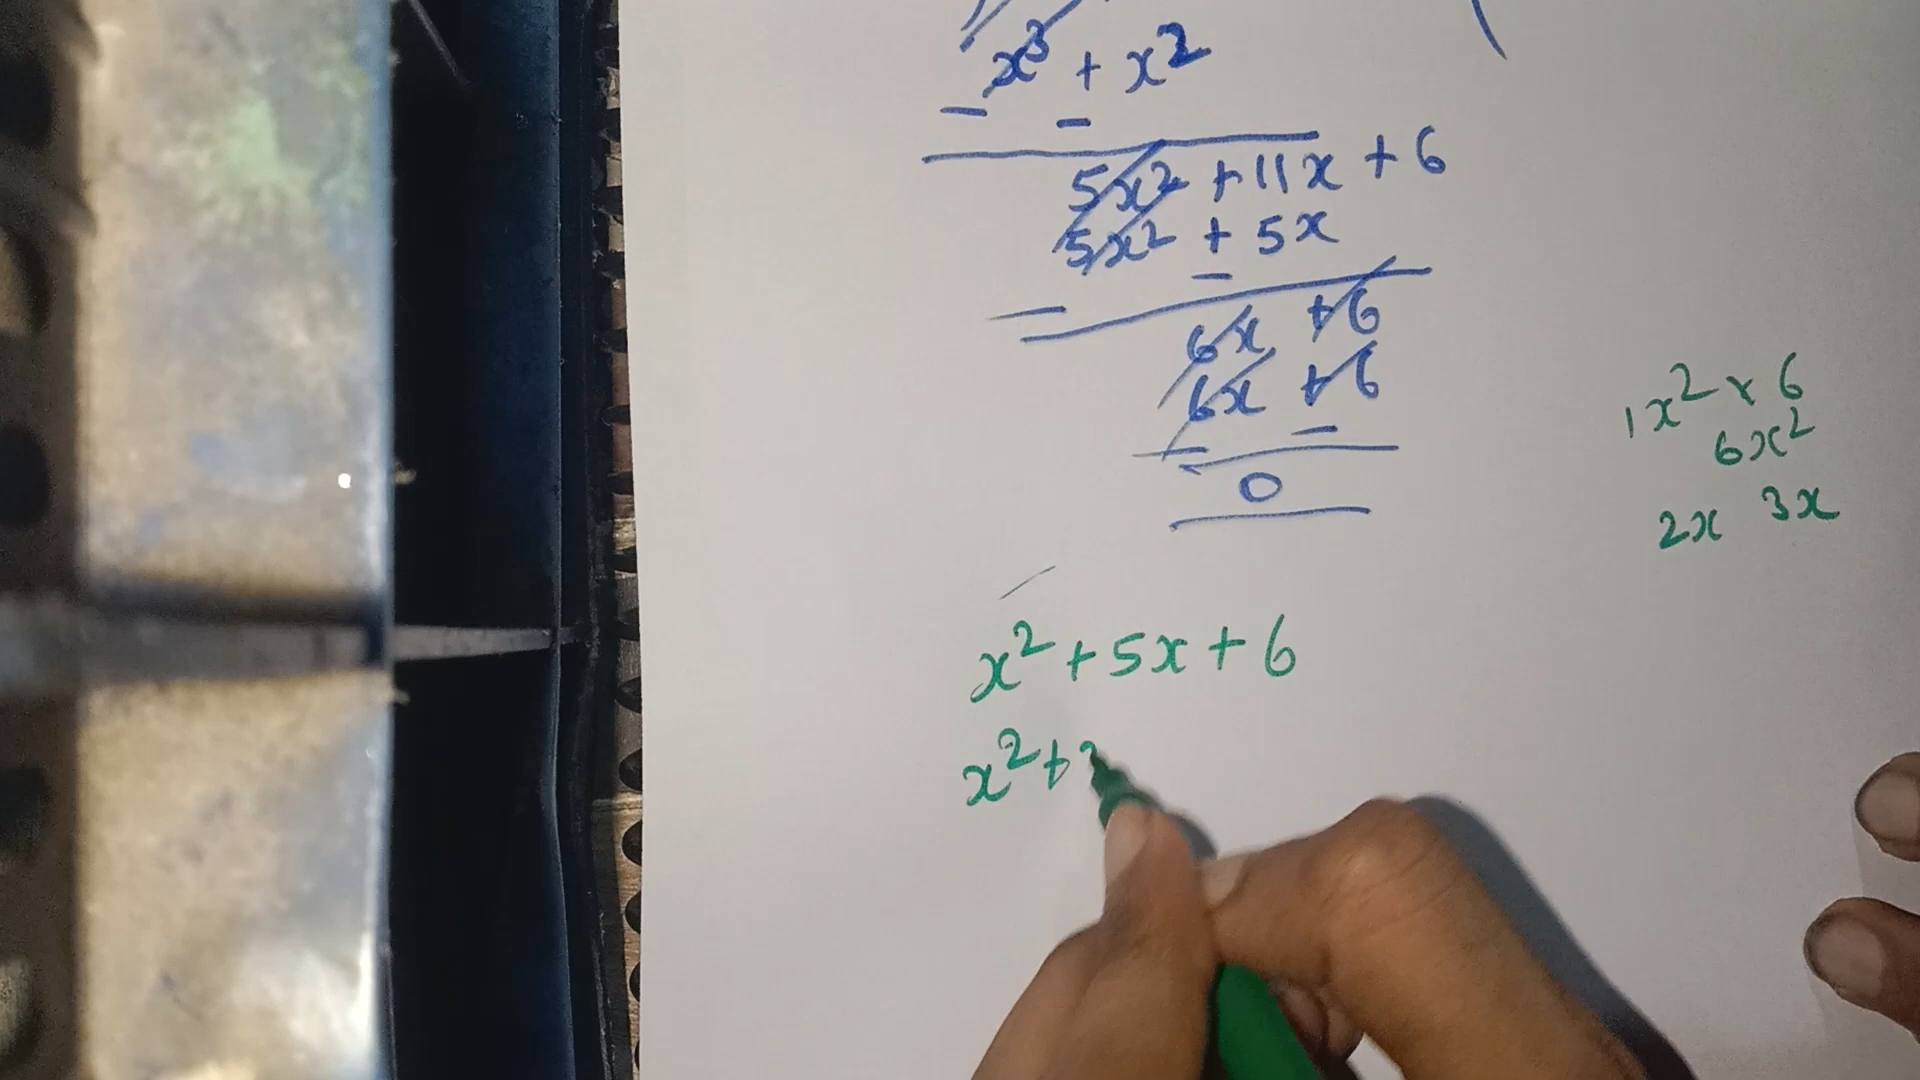 x³ + x²
5x² + 11x + 6
5x² + 5x
6x + 6
6x + 6
0
1x² × 6
6x²
2x 3x
x² + 5x + 6
x² +